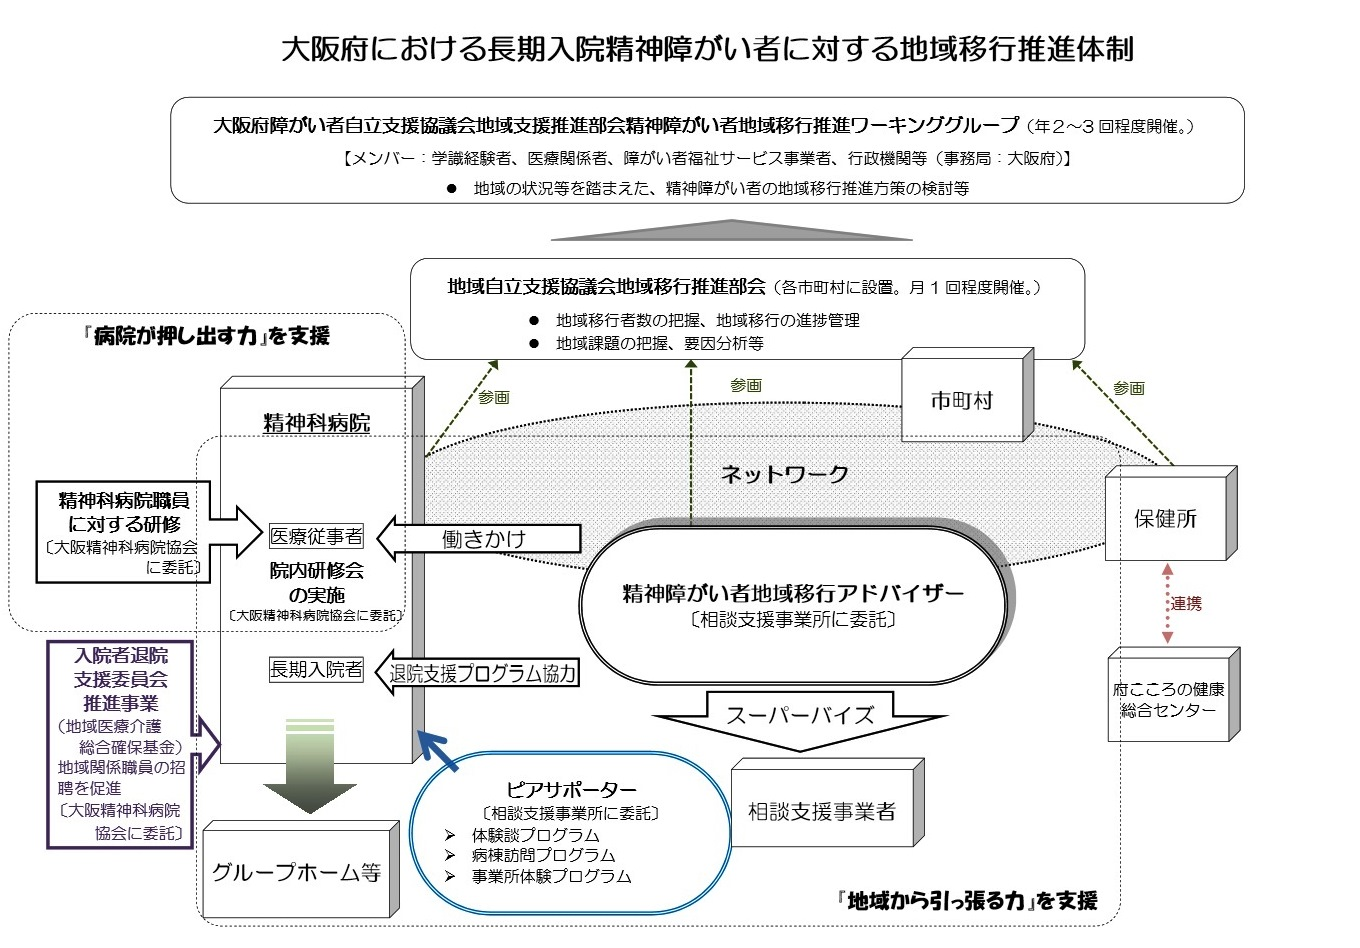 大阪府における長期入院精神障がい者に対する地域移行推進体制
大阪府障がい者自立支援協議会地域支援推進部会精神障がい者地域移行推進ワーキンググループ（年２～３回程度開催。）
【メンバー：学識経験者、医療関係者、障がい者福祉サービス事業者、行政機関等（事務局：大阪府）】
● 地域の状況等を踏まえた、精神障がい者の地域移行推進方策の検討等
地域自立支援協議会地域移行推進部会（各市町村に設置。月１回程度開催。）
● 地域移行者数の把握、地域移行の進捗管理
● 地域課題の把握、要因分析等
『病院が押し出す力』を支援
参画
参画
参画
市町村
精神科病院
ネットワーク
精神科病院職員
に対する研修
〔大阪精神科病院協会
に委託〕
医療従事者
働きかけ
保健所
院内研修会
の実施
〔大阪精神科病院協会に委託〕
精神障がい者地域移行アドバイザー
〔相談支援事業所に委託〕
連携
入院者退院
支援委員会
推進事業
（地域医療介護
総合確保基金）
地域関係職員の招
聘を促進
〔大阪精神科病院
協会に委託〕
長期入院者
退院支援プログラム協力
府こころの健康
総合センター
スーパーバイズ
ピアサポーター
〔相談支援事業所に委託〕
➢ 体験談プログラム
➢ 病棟訪問プログラム
➢ 事業所体験プログラム
相談支援事業者
グループホーム等
『地域から引っ張る力』を支援